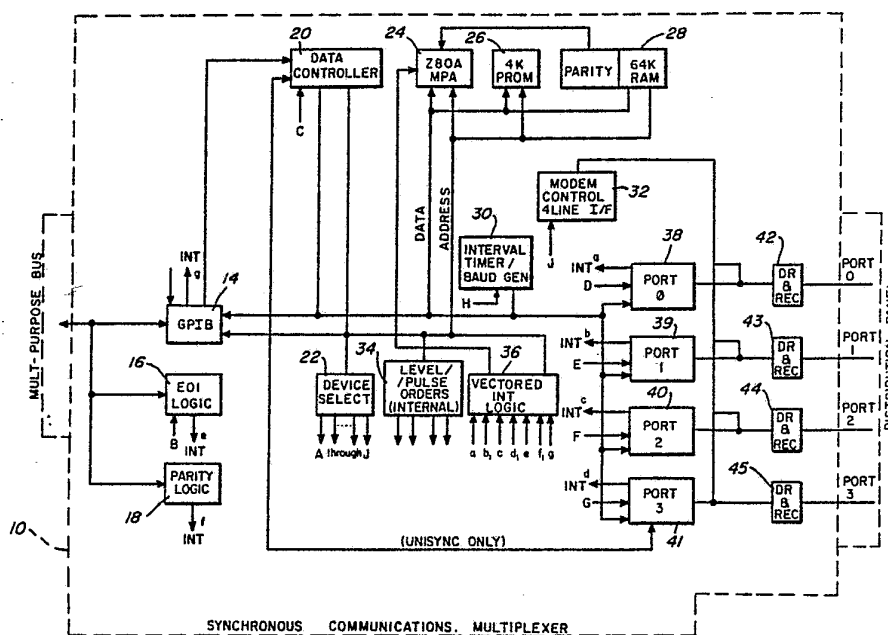 20
DATA
CONTROLLER
C
24
Z80A
MPA
26
4K
PROM
28
PARITY
64K
RAM
MODEM
CONTROL
4 LINE I/F
32
J
DATA
ADDRESS
30
INTERVAL
TIMER /
BAUD GEN
H
MULT-PURPOSE BUS
INT
g
14
GPIB
16
EOI
LOGIC
B
e
INT
PARITY
LOGIC
18
f
INT
22
DEVICE
SELECT
A through J
34
LEVEL/
/PULSE
ORDERS
(INTERNAL)
36
VECTORED
INT
LOGIC
a b, c d, e f, g
38
INT a
D
PORT
0
42
DR
&
REC
PORT
0
39
INT b
E
PORT
1
43
DR
&
REC
PORT
1
40
INT c
F
PORT
2
44
DR
&
REC
PORT
2
INT d
G
PORT
3
41
45
DR
&
REC
PORT
3
DISTRIBUTION PANEL
(UNISYNC ONLY)
10
SYNCHRONOUS COMMUNICATIONS. MULTIPLEXER